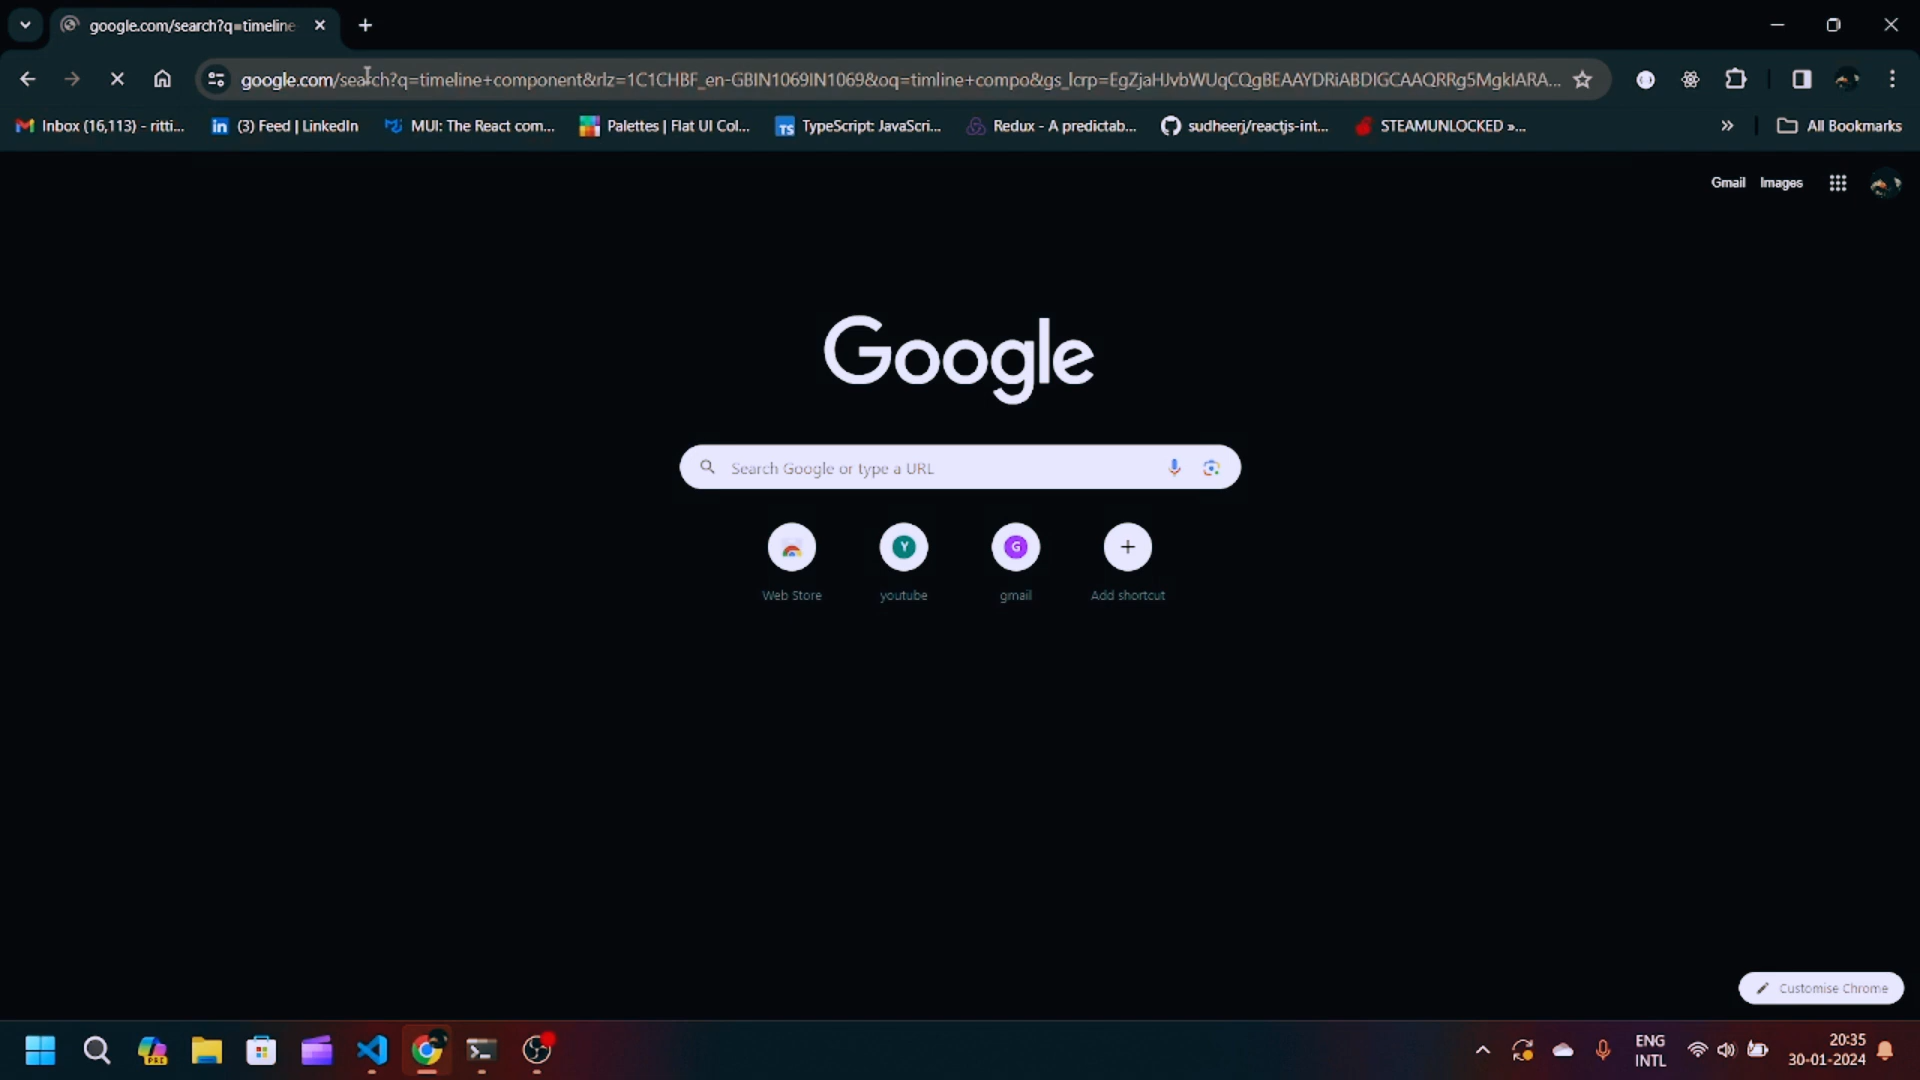 google.com/search?q=timeline
google.com/search?q=timeline+component&rlz=1C1CHBF_en-GBIN1069IN1069&oq=timline+compo&gs_lcrp=EgZjaHJvbWUqCQgBEAAYDRiABDIGCAAQRRg5MgkIARA...
Inbox (16,113) - ritti... (3) Feed | LinkedIn MUI: The React com... Palettes | Flat UI Col... TypeScript: JavaScri... Redux - A predictab... sudheerj/reactjs-int... STEAMUNLOCKED »... » All Bookmarks
Gmail Images
Google
Search Google or type a URL
Y G
Web Store youtube gmail Add shortcut
Customise Chrome
PRE
ENG 20:35
INTL 30-01-2024